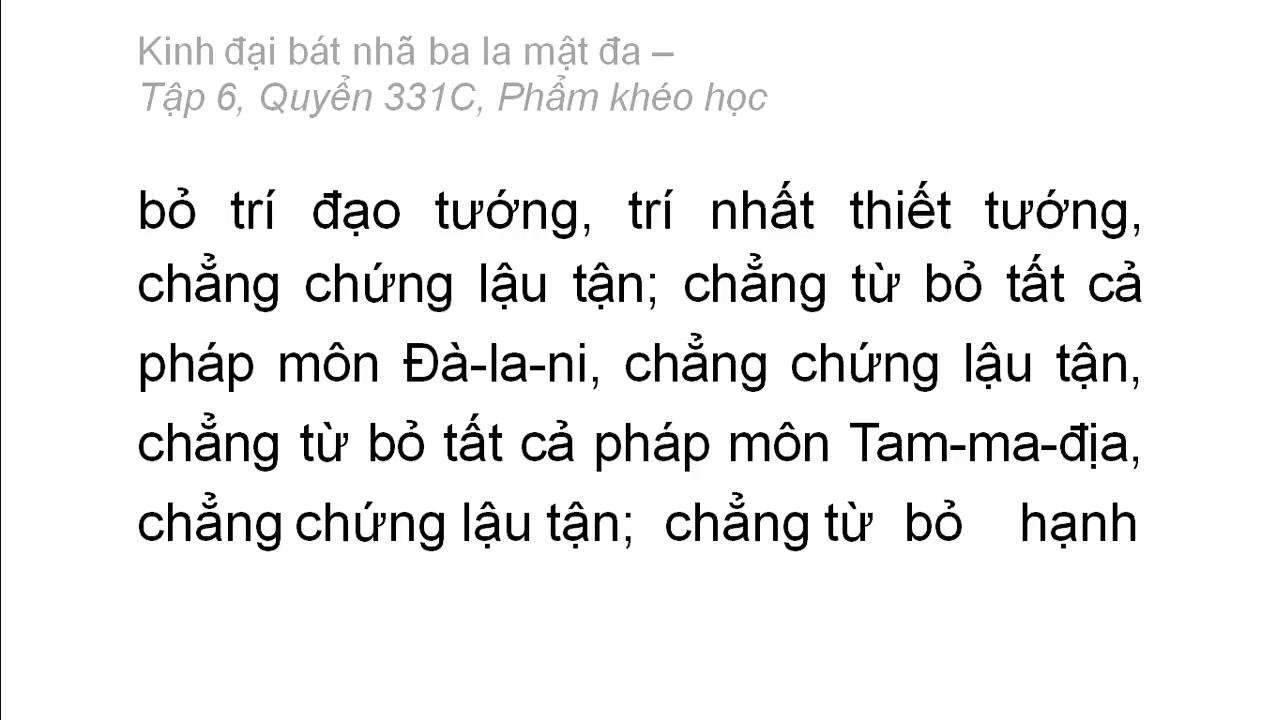 Kinh đại bát nhã ba la mật đa –
Tập 6, Quyển 331C, Phẩm khéo học
bỏ trí đạo tướng, trí nhất thiết tướng,
chẳng chứng lậu tận; chẳng từ bỏ tất cả
pháp môn Đà-la-ni, chẳng chứng lậu tận,
chẳng từ bỏ tất cả pháp môn Tam-ma-địa,
chẳng chứng lậu tận; chẳng từ bỏ hạnh